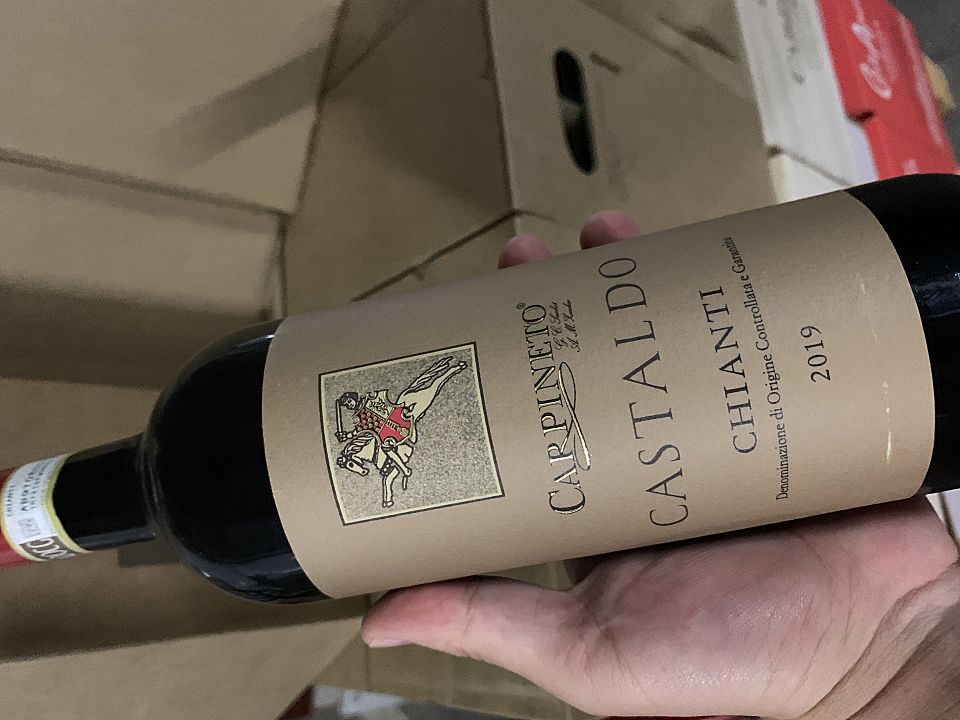 CARPINETO®
CASTALDO
CHIANTI
Denominazione di Origine Controllata e Garantita
2019